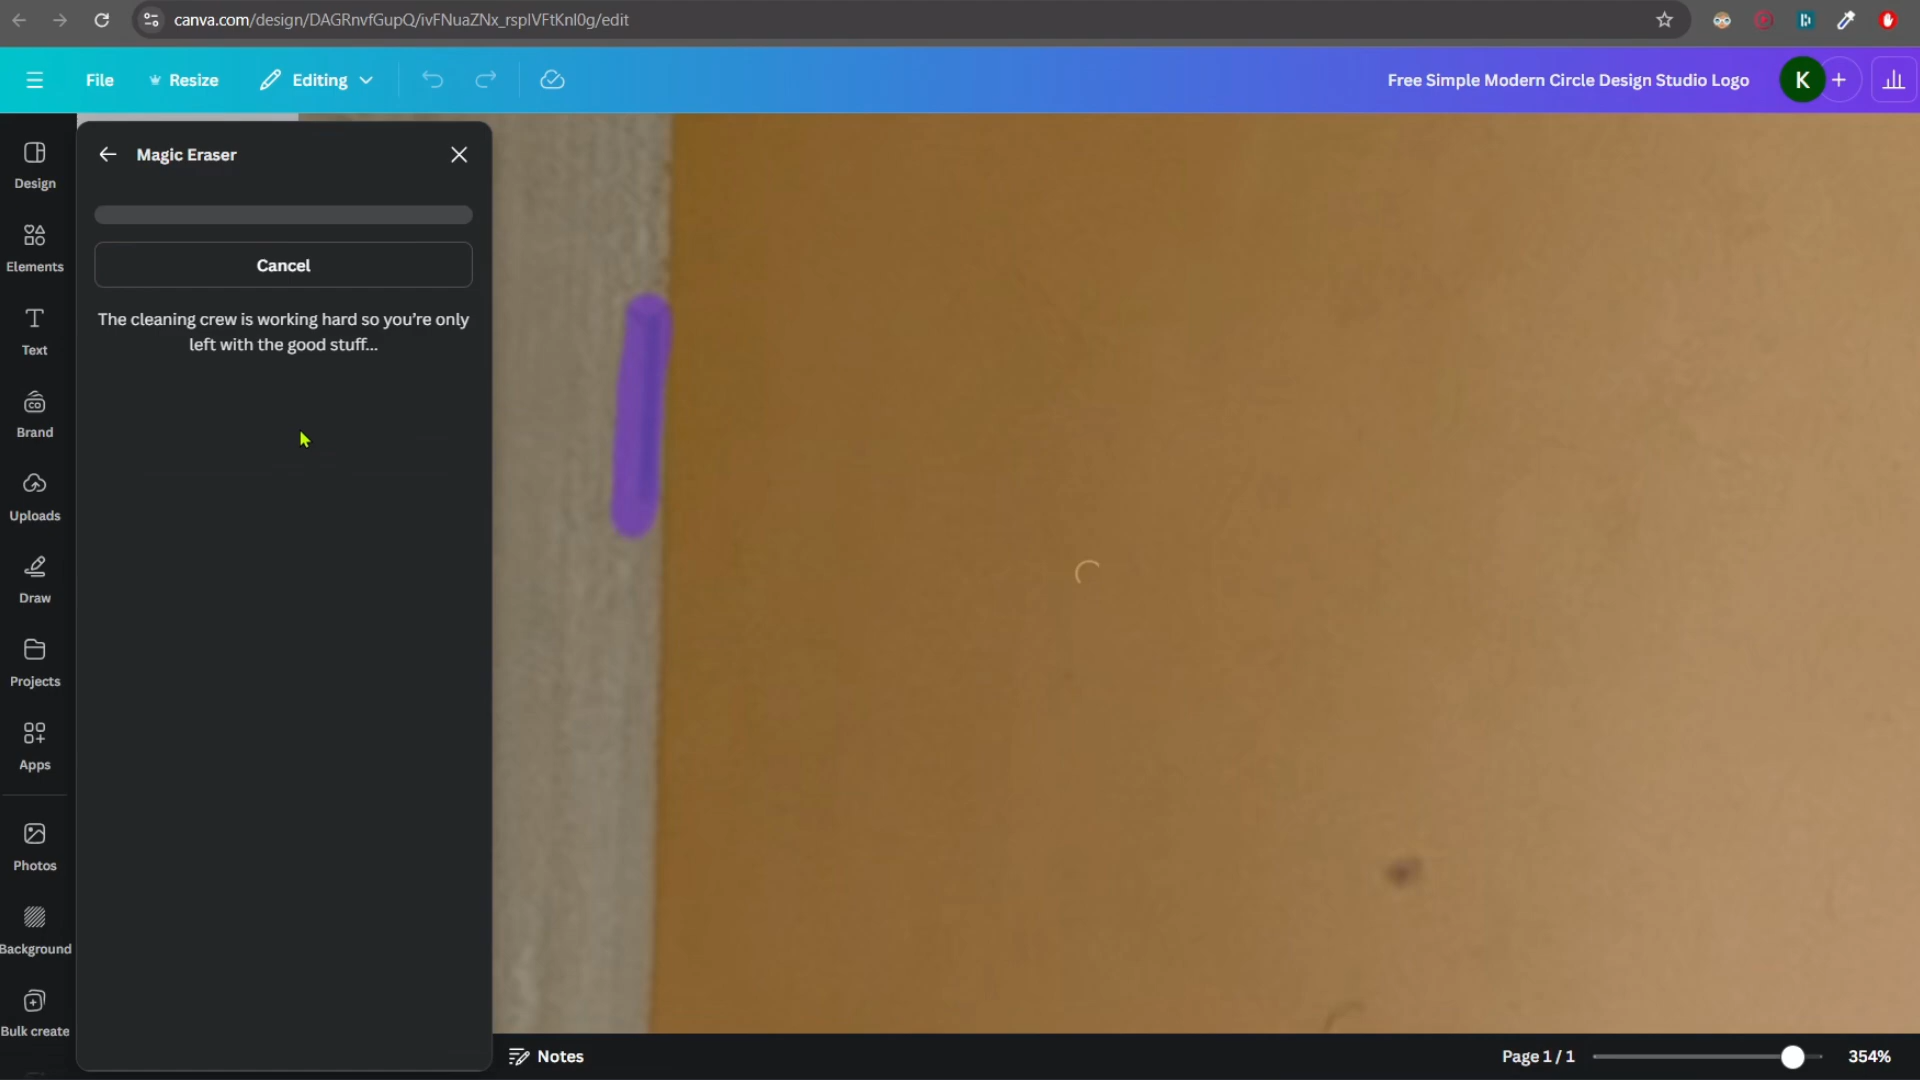 canva.com/design/DAGRnvfGupQ/ivFNuaZNx_rsplVFtKnl0g/edit
File
Resize
Editing
Free Simple Modern Circle Design Studio Logo
K
Design
Elements
Text
Brand
Uploads
Draw
Projects
Apps
Photos
Background
Bulk create
Magic Eraser
Cancel
The cleaning crew is working hard so you’re only
left with the good stuff...
Notes
Page 1 / 1
354%